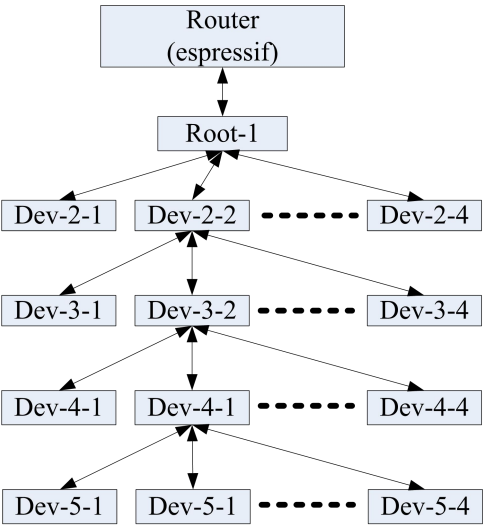 Router
(espressif)
Root-1
Dev-2-1
Dev-2-2
Dev-2-4
Dev-3-1
Dev-3-2
Dev-3-4
Dev-4-1
Dev-4-1
Dev-4-4
Dev-5-1
Dev-5-1
Dev-5-4